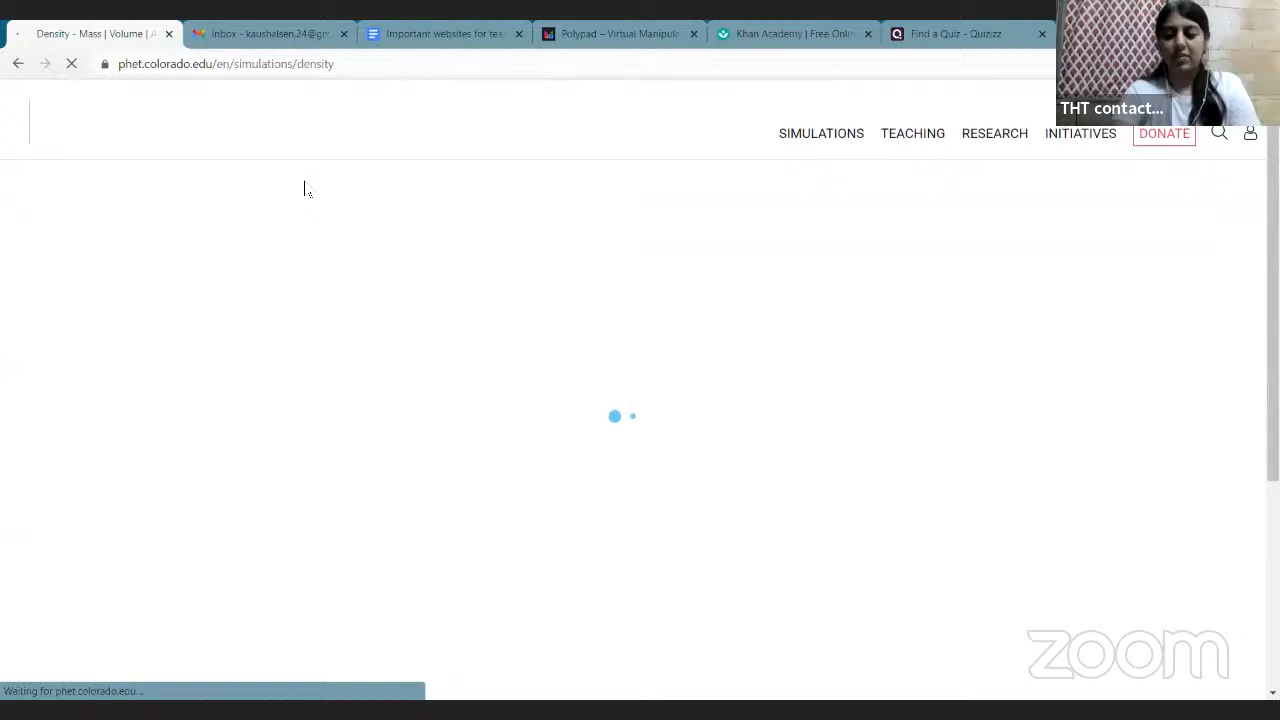 Density - Mass | Volume | A
Inbox - kaushalsen.24@gm
Important websites for tea
Polypad – Virtual Manipula
Khan Academy | Free Onlin
Find a Quiz - Quizizz
phet.colorado.edu/en/simulations/density
THT contact...
SIMULATIONS TEACHING RESEARCH INITIATIVES DONATE
zoom
Waiting for phet.colorado.edu...